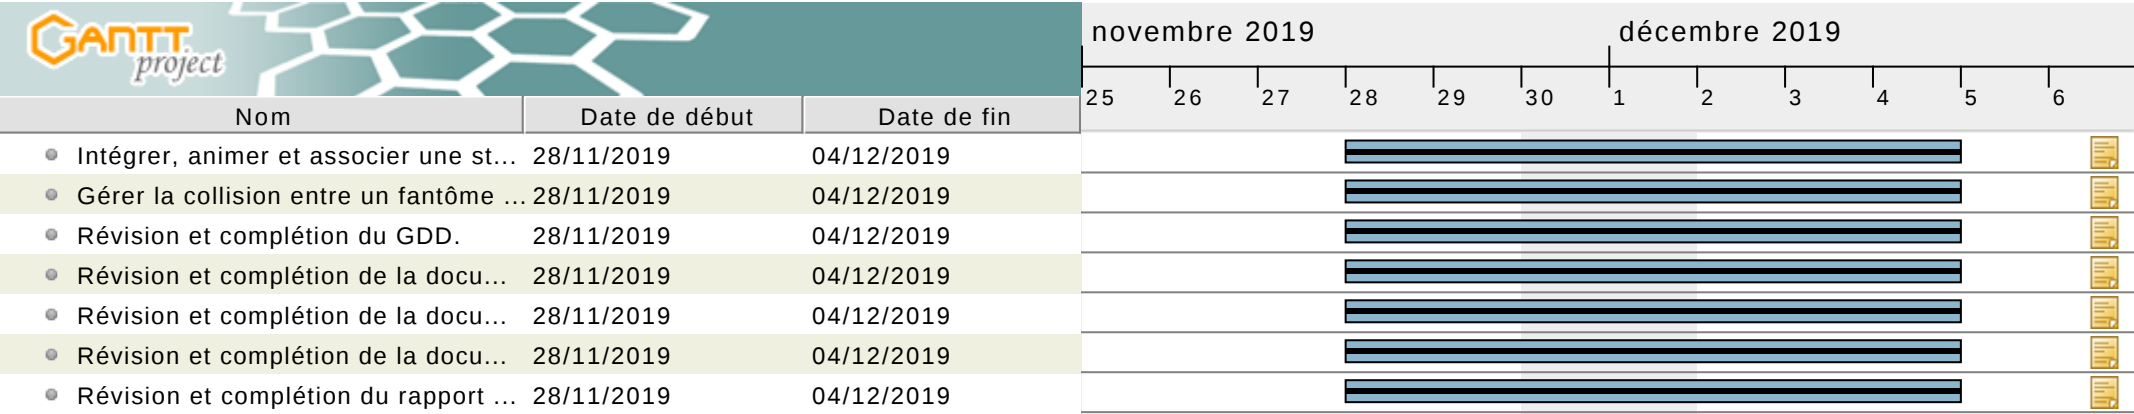 GANTT
project
novembre 2019 décembre 2019
25 26 27 28 29 30 1 2 3 4 5 6
Nom Date de début Date de fin
Intégrer, animer et associer une st... 28/11/2019 04/12/2019
Gérer la collision entre un fantôme ... 28/11/2019 04/12/2019
Révision et complétion du GDD. 28/11/2019 04/12/2019
Révision et complétion de la docu... 28/11/2019 04/12/2019
Révision et complétion de la docu... 28/11/2019 04/12/2019
Révision et complétion de la docu... 28/11/2019 04/12/2019
Révision et complétion du rapport ... 28/11/2019 04/12/2019